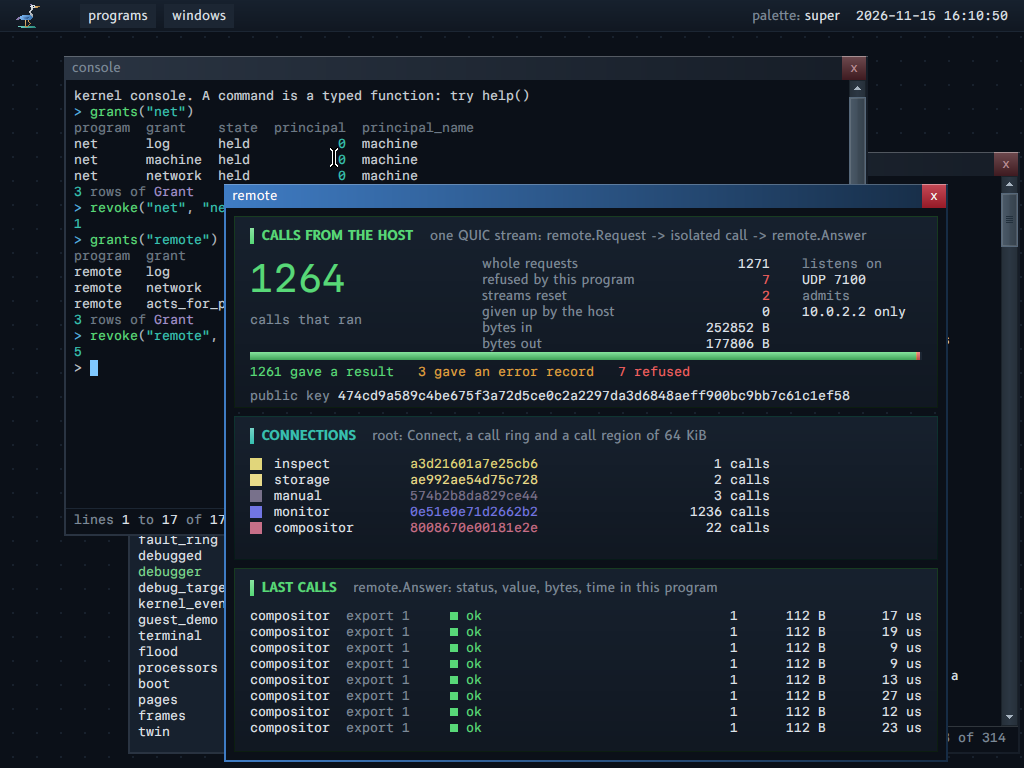 programs windows palette: super 2026-11-15 16:10:50
console x
kernel console. A command is a typed function: try help()
> grants("net")
program grant state principal principal_name
net log held 0 machine
net machine held 0 machine
net network held 0 machine
3 rows of Grant
> revoke("net", "ne
1
> grants("remote")
program grant
remote log
remote network
remote acts_for_p
3 rows of Grant
> revoke("remote",
5
>
lines 1 to 17 of 17
x
remote x
CALLS FROM THE HOST one QUIC stream: remote.Request -> isolated call -> remote.Answer
1264
calls that ran
whole requests 1271
refused by this program 7
streams reset 2
given up by the host 0
bytes in 252852 B
bytes out 177806 B
listens on
UDP 7100
admits
10.0.2.2 only
1261 gave a result 3 gave an error record 7 refused
public key 474cd9a589c4be675f3a72d5ce0c2a2297da3d6848aeff900bc9bb7c61c1ef58
CONNECTIONS root: Connect, a call ring and a call region of 64 KiB
inspect a3d21601a7e25cb6 1 calls
storage ae992ae54d75c728 2 calls
manual 574b2b8da829ce44 3 calls
monitor 0e51e0e71d2662b2 1236 calls
compositor 8008670e00181e2e 22 calls
LAST CALLS remote.Answer: status, value, bytes, time in this program
compositor export 1 ok 1 112 B 17 us
compositor export 1 ok 1 112 B 19 us
compositor export 1 ok 1 112 B 9 us
compositor export 1 ok 1 112 B 9 us
compositor export 1 ok 1 112 B 13 us
compositor export 1 ok 1 112 B 27 us
compositor export 1 ok 1 112 B 12 us
compositor export 1 ok 1 112 B 23 us
fault_ring
debugged
debugger
debug_targe
kernel_even
guest_demo
terminal
flood
processors
boot
pages
frames
twin
a
of 314